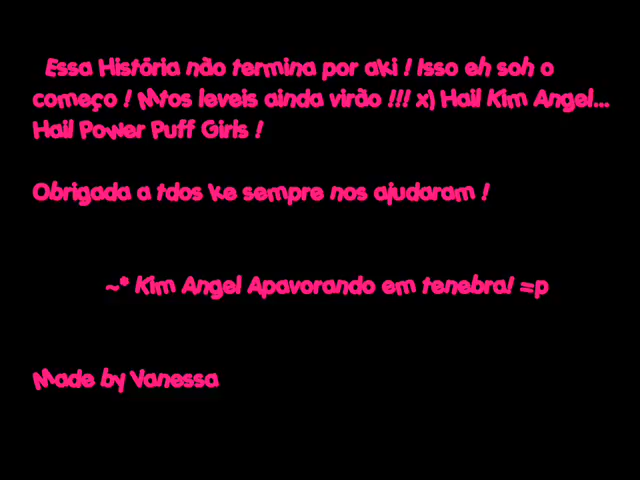 Essa História não termina por aki ! Isso eh soh o
começo ! Mtos leveis ainda virão !!! x) Hail Kim Angel...
Hail Power Puff Girls !
Obrigada a tdos ke sempre nos ajudaram !
~* Kim Angel Apavorando em tenebra! =p
Made by Vanessa